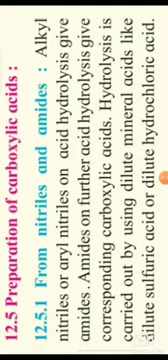 12.5 Preparation of carboxylic acids :
12.5.1 From nitriles and amides : Alkyl
nitriles or aryl nitriles on acid hydrolysis give
amides. Amides on further acid hydrolysis give
corresponding carboxylic acids. Hydrolysis is
carried out by using dilute mineral acids like
dilute sulfuric acid or dilute hydrochloric acid.